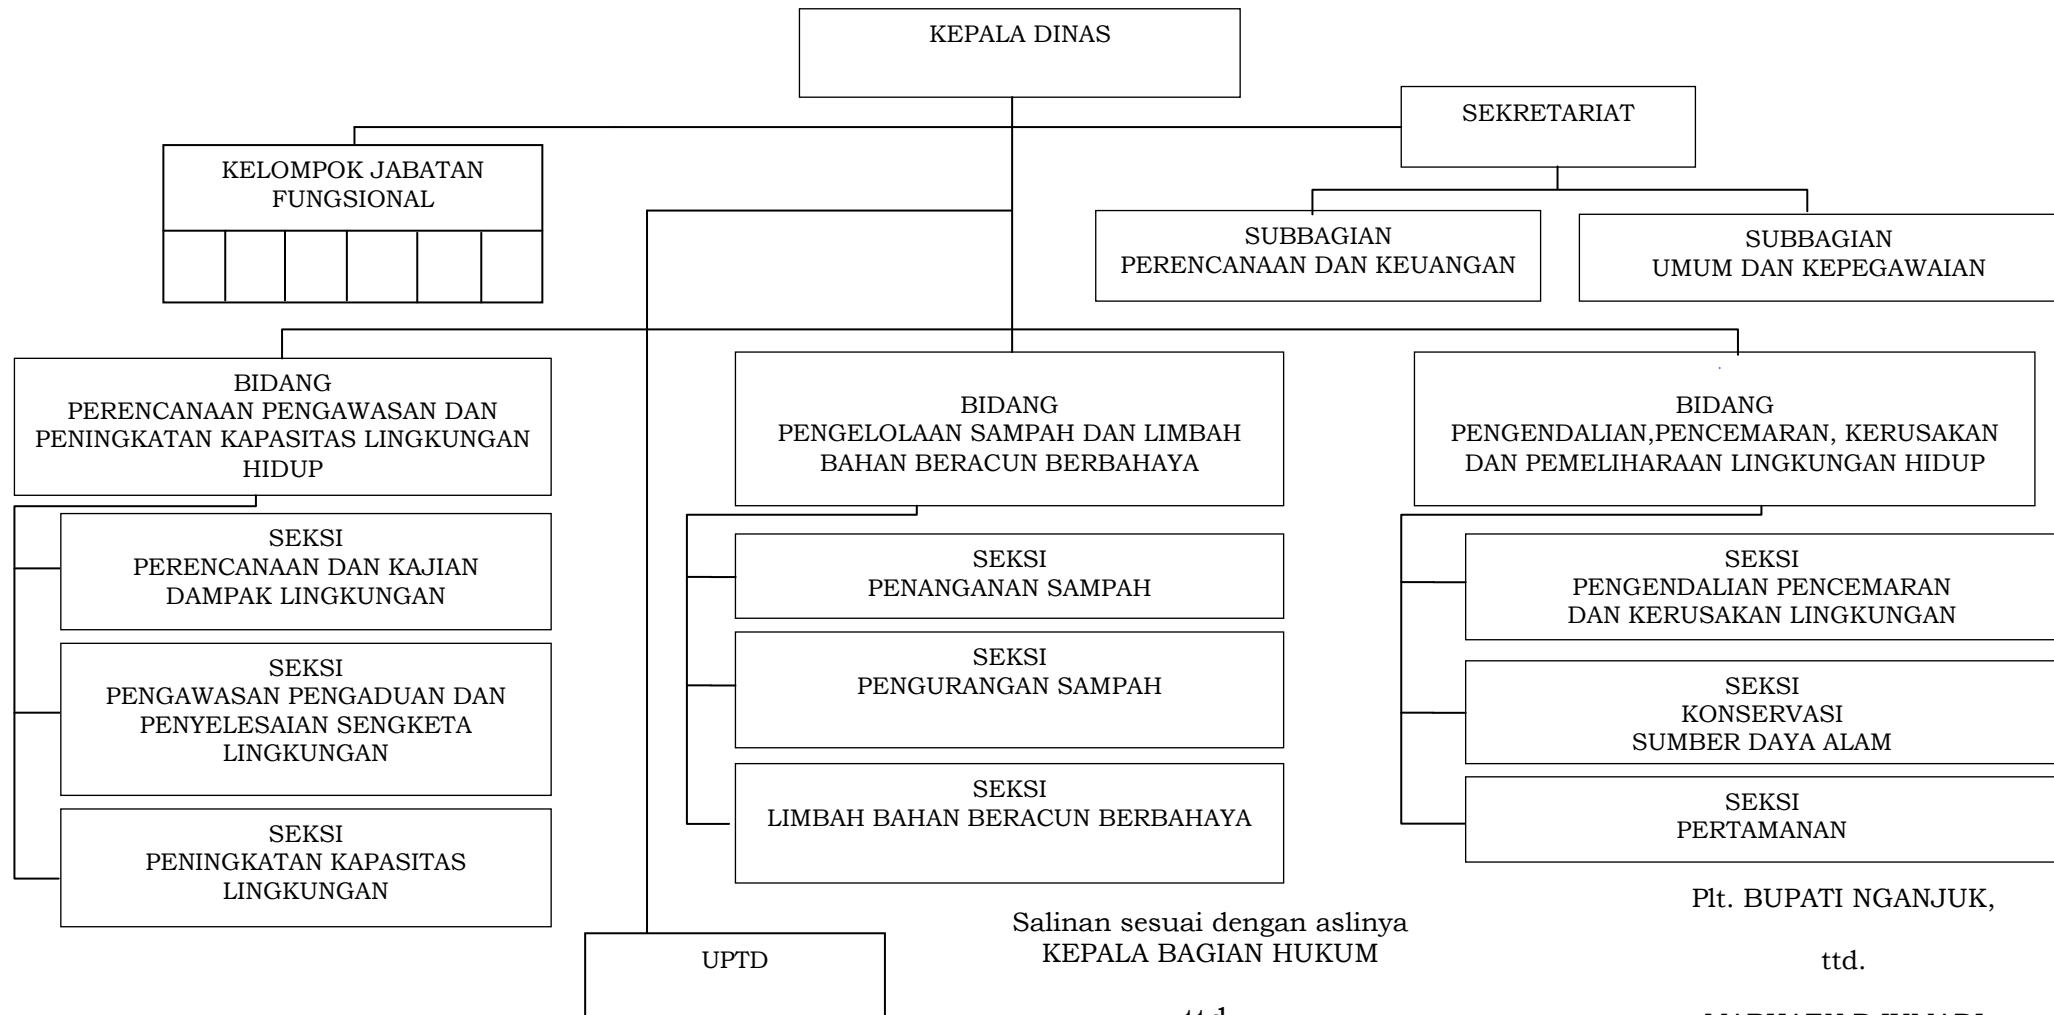 KEPALA DINAS
SEKRETARIAT
KELOMPOK JABATAN
FUNGSIONAL
SUBBAGIAN
PERENCANAAN DAN KEUANGAN
SUBBAGIAN
UMUM DAN KEPEGAWAIAN
BIDANG
PERENCANAAN PENGAWASAN DAN
PENINGKATAN KAPASITAS LINGKUNGAN
HIDUP
SEKSI
PERENCANAAN DAN KAJIAN
DAMPAK LINGKUNGAN
SEKSI
PENGAWASAN PENGADUAN DAN
PENYELESAIAN SENGKETA
LINGKUNGAN
SEKSI
PENINGKATAN KAPASITAS
LINGKUNGAN
BIDANG
PENGELOLAAN SAMPAH DAN LIMBAH
BAHAN BERACUN BERBAHAYA
SEKSI
PENANGANAN SAMPAH
SEKSI
PENGURANGAN SAMPAH
SEKSI
LIMBAH BAHAN BERACUN BERBAHAYA
BIDANG
PENGENDALIAN,PENCEMARAN, KERUSAKAN
DAN PEMELIHARAAN LINGKUNGAN HIDUP
SEKSI
PENGENDALIAN PENCEMARAN
DAN KERUSAKAN LINGKUNGAN
SEKSI
KONSERVASI
SUMBER DAYA ALAM
SEKSI
PERTAMANAN
UPTD
Salinan sesuai dengan aslinya
KEPALA BAGIAN HUKUM
ttd
Plt. BUPATI NGANJUK,
ttd.